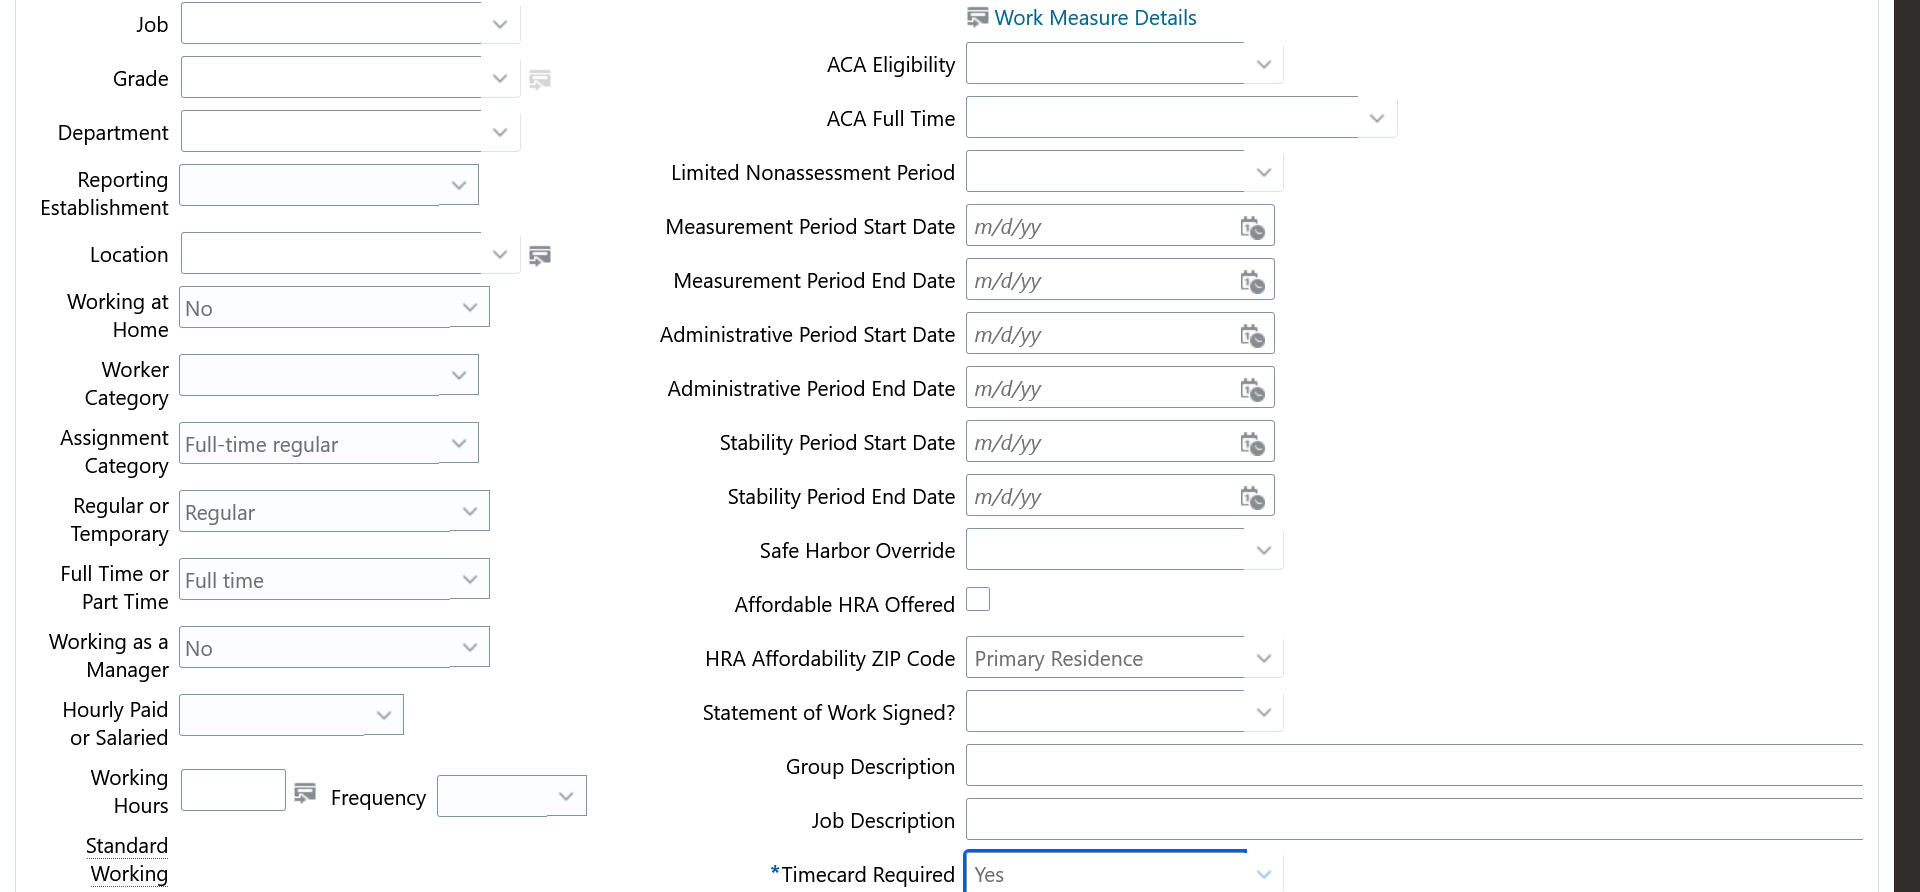 Job
Grade
Department
Reporting
Establishment
Location
Working at
Home
No
Worker
Category
Assignment
Category
Full-time regular
Regular or
Temporary
Regular
Full Time or
Part Time
Full time
Working as a
Manager
No
Hourly Paid
or Salaried
Working
Hours
Frequency
Standard
Working
Work Measure Details
ACA Eligibility
ACA Full Time
Limited Nonassessment Period
Measurement Period Start Date m/d/yy
Measurement Period End Date m/d/yy
Administrative Period Start Date m/d/yy
Administrative Period End Date m/d/yy
Stability Period Start Date m/d/yy
Stability Period End Date m/d/yy
Safe Harbor Override
Affordable HRA Offered
HRA Affordability ZIP Code Primary Residence
Statement of Work Signed?
Group Description
Job Description
*Timecard Required Yes